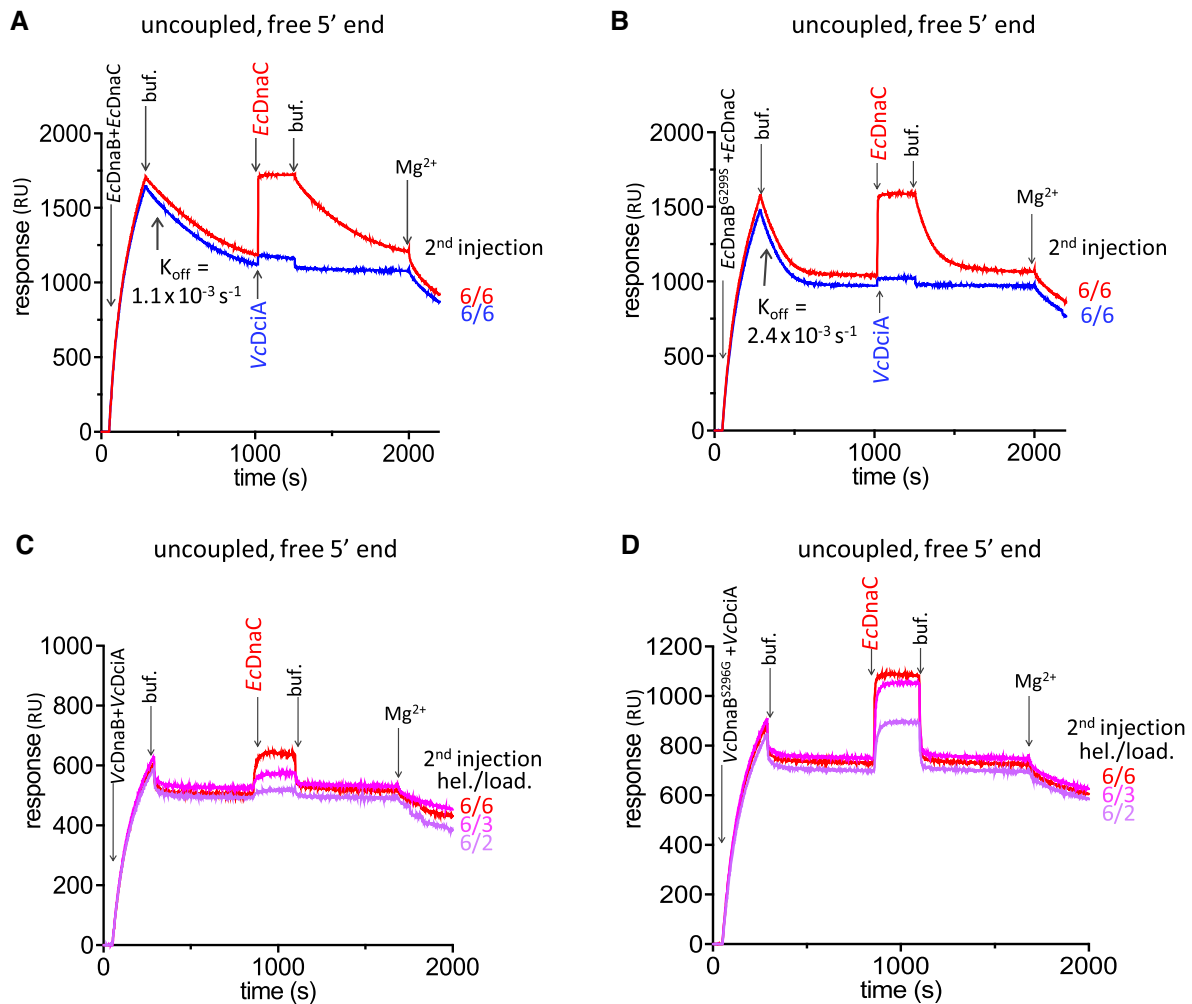 A
uncoupled, free 5’ end
EcDnaB+EcDnaC
buf.
EcDnaC
buf.
Mg2+
2000
1500
1000
500
0
response (RU)
Koff =
1.1 x 10-3 s-1
VcDciA
2nd injection
6/6
6/6
0
1000
2000
time (s)
B
uncoupled, free 5’ end
EcDnaBG299S +EcDnaC
buf.
EcDnaC
buf.
Mg2+
2000
1500
1000
500
0
response (RU)
Koff =
2.4 x 10-3 s-1
VcDciA
2nd injection
6/6
6/6
0
1000
2000
time (s)
C
uncoupled, free 5’ end
VcDnaB+VcDciA
buf.
EcDnaC
buf.
Mg2+
1000
800
600
400
200
0
response (RU)
2nd injection
hel./load.
6/6
6/3
6/2
0
1000
2000
time (s)
D
uncoupled, free 5’ end
VcDnaBS296G +VcDciA
buf.
EcDnaC
buf.
Mg2+
1200
1000
800
600
400
200
0
response (RU)
2nd injection
hel./load.
6/6
6/3
6/2
0
1000
2000
time (s)